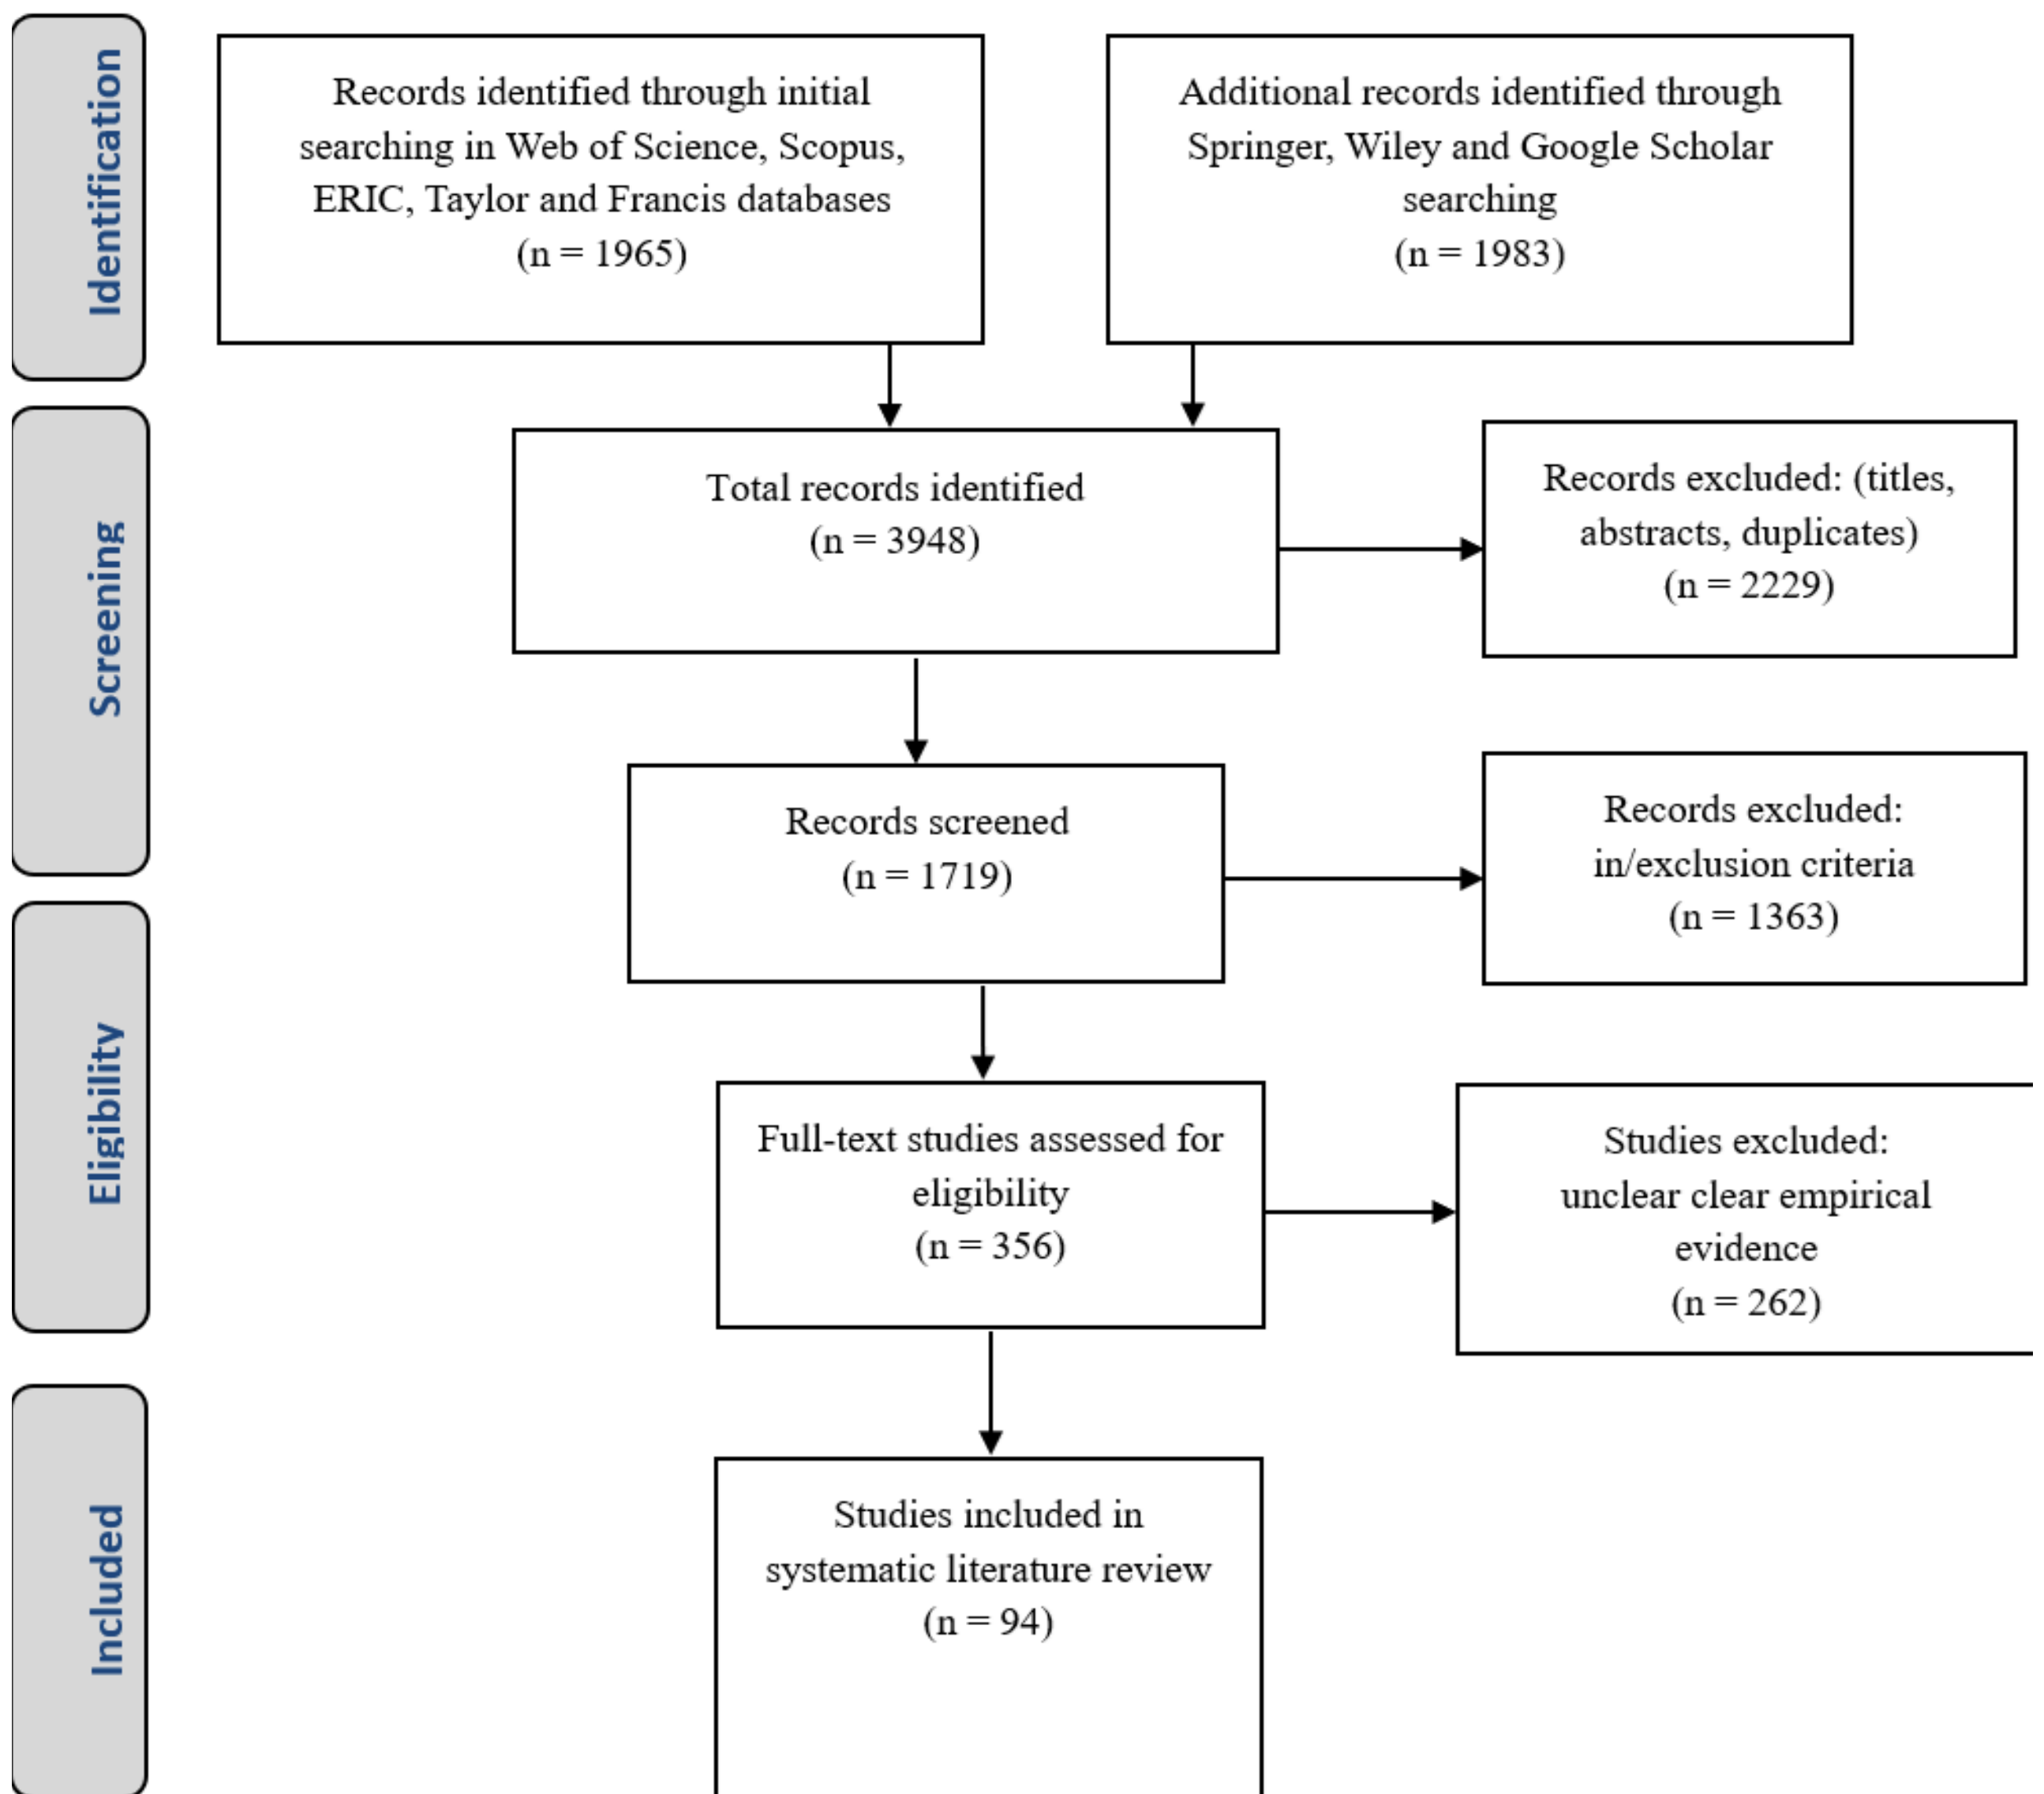 Identification
Records identified through initial
searching in Web of Science, Scopus,
ERIC, Taylor and Francis databases
(n = 1965)
Additional records identified through
Springer, Wiley and Google Scholar
searching
(n = 1983)
Screening
Total records identified
(n = 3948)
Records excluded: (titles,
abstracts, duplicates)
(n = 2229)
Records screened
(n = 1719)
Records excluded:
in/exclusion criteria
(n = 1363)
Eligibility
Full-text studies assessed for
eligibility
(n = 356)
Studies excluded:
unclear clear empirical
evidence
(n = 262)
Included
Studies included in
systematic literature review
(n = 94)